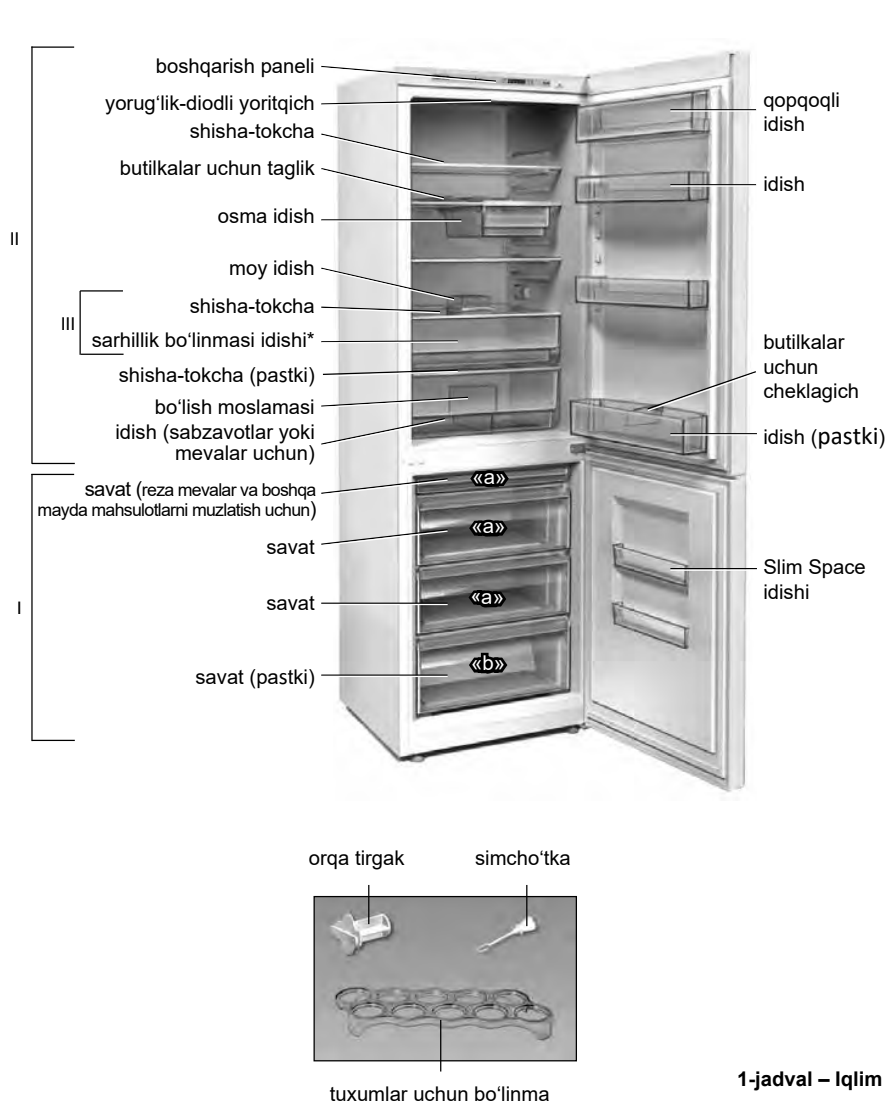 boshqarish paneli
yorug‘lik-diodli yoritqich
shisha-tokcha
butilkalar uchun taglik
osma idish
moy idish
shisha-tokcha
sarhillik bo‘linmasi idishi*
shisha-tokcha (pastki)
bo‘lish moslamasi
idish (sabzavotlar yoki
mevalar uchun)
savat (reza mevalar va boshqa
mayda mahsulotlarni muzlatish uchun)
savat
savat
savat (pastki)
II
III
I
«a»
«a»
«a»
«b»
qopqoqli
idish
idish
butilkalar
uchun
cheklagich
idish (pastki)
Slim Space
idishi
orqa tirgak
simcho‘tka
tuxumlar uchun bo‘linma
1-jadval – Iqlim